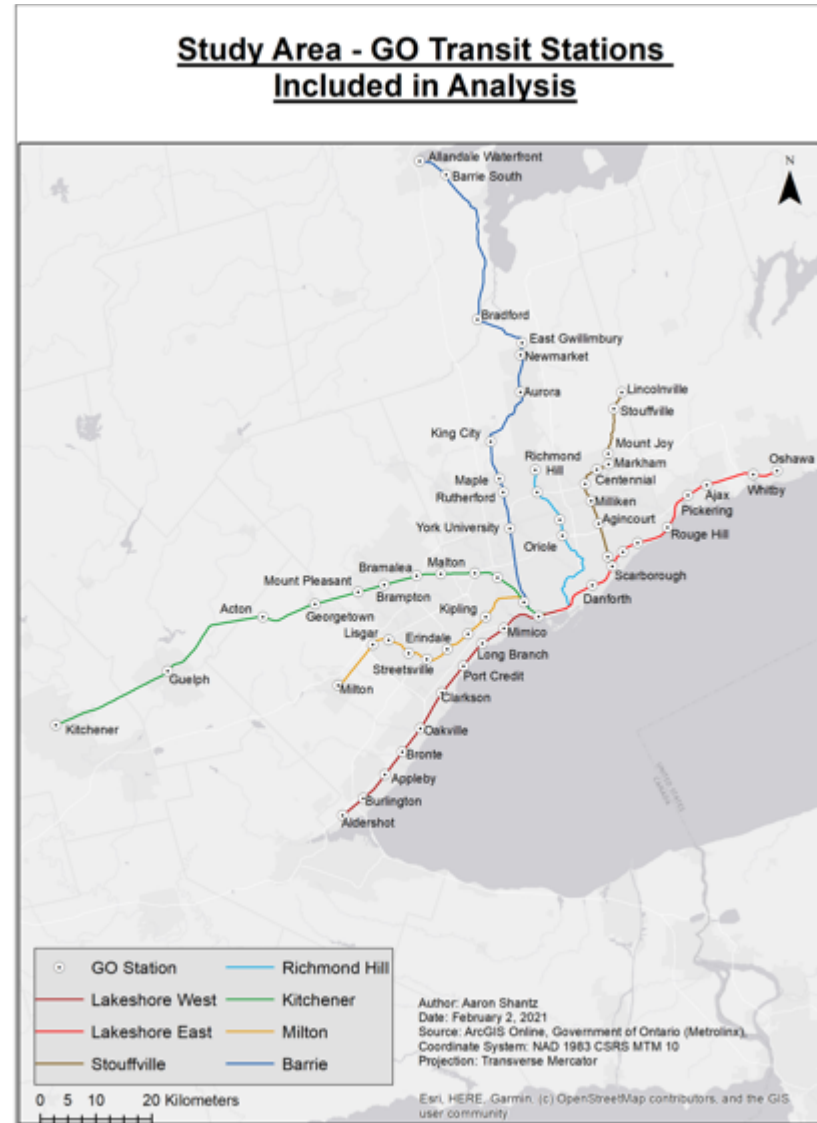 Study Area - GO Transit Stations
Included in Analysis
N
Allandale Waterfront
Barrie South
Bradford
East Gwillimbury
Newmarket
Aurora
Lincolnville
Stouffville
King City
Richmond
Hill
Mount Joy
Markham
Oshawa
Maple
Centennial
Ajax
Whitby
Rutherford
Milliken
Pickering
York University
Agincourt
Rouge Hill
Oriole
Bramalea
Malton
Scarborough
Mount Pleasant
Brampton
Danforth
Acton
Georgetown
Kipling
Lisgar
Erindale
Mimico
Streetsville
Long Branch
Guelph
Port Credit
Milton
Clarkson
Kitchener
Oakville
Bronte
Appleby
Burlington
Aldershot
UNITED STATES
CANADA
GO Station
Richmond Hill
Lakeshore West
Kitchener
Lakeshore East
Milton
Stouffville
Barrie
Author: Aaron Shantz
Date: February 2, 2021
Source: ArcGIS Online, Government of Ontario (Metrolinx),
Coordinate System: NAD 1983 CSRS MTM 10
Projection: Transverse Mercator
0 5 10 20 Kilometers
Esri, HERE, Garmin, (c) OpenStreetMap contributors, and the GIS
user community